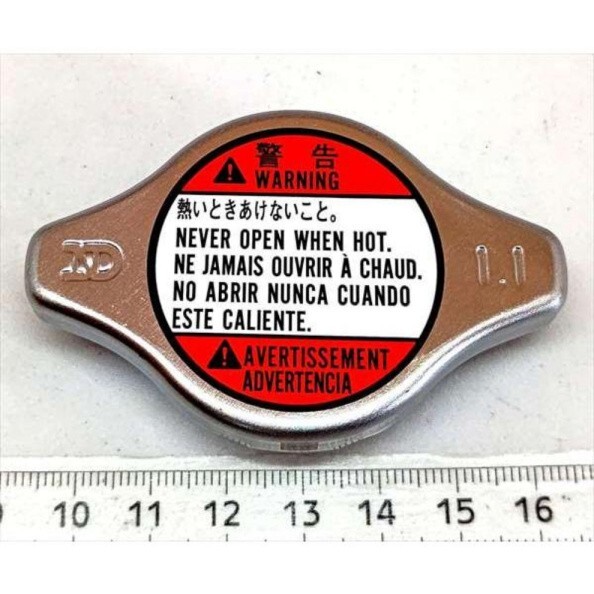 警告
WARNING
熱いときあけないこと。
NEVER OPEN WHEN HOT.
NE JAMAIS OUVRIR À CHAUD.
NO ABRIR NUNCA CUANDO
ESTE CALIENTE.
AVERTISSEMENT
ADVERTENCIA
ND
1.1
10 11 12 13 14 15 16